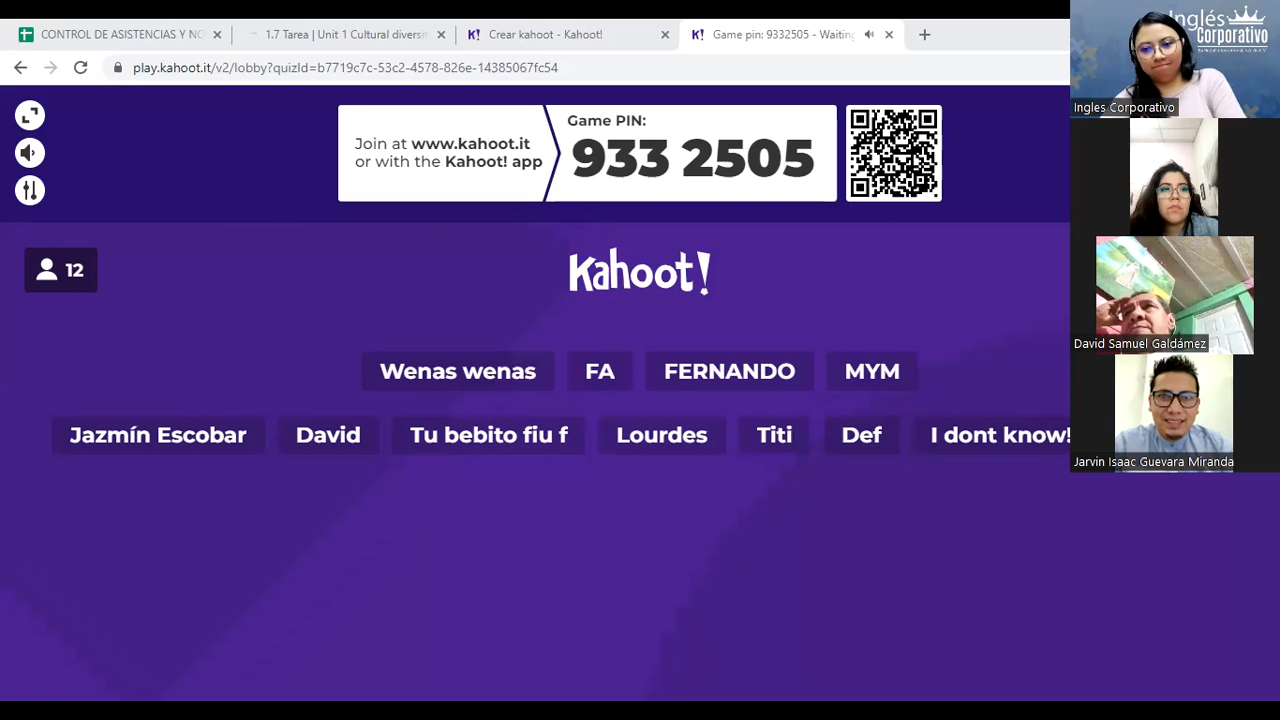 CONTROL DE ASISTENCIAS Y NO
1.7 Tarea | Unit 1 Cultural diversit
Crear kahoot - Kahoot!
Game pin: 9332505 - Waiting
play.kahoot.it/v2/lobby?quizId=b7719c7c-53c2-4578-826e-14385067fc54
Join at www.kahoot.it
or with the Kahoot! app
Game PIN:
933 2505
12
Kahoot!
Wenas wenas
FA
FERNANDO
MYM
Jazmín Escobar
David
Tu bebito fiu f
Lourdes
Titi
Def
I dont know!
Inglés
Corporativo
Ingles Corporativo
David Samuel Galdámez
Jarvin Isaac Guevara Miranda